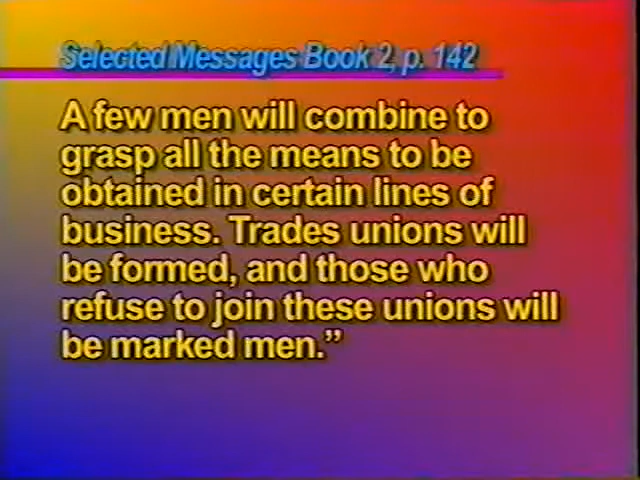 Selected Messages Book 2, p. 142
A few men will combine to
grasp all the means to be
obtained in certain lines of
business. Trades unions will
be formed, and those who
refuse to join these unions will
be marked men.”